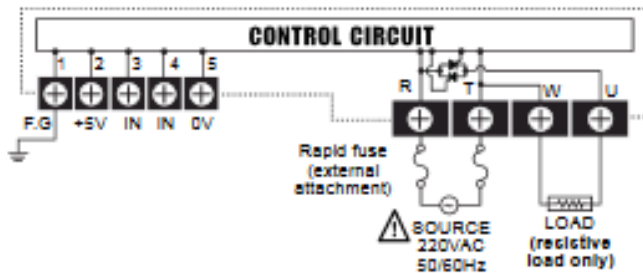 CONTROL CIRCUIT
1 2 3 4 5
R T W U
F.G +5V IN IN 0V
Rapid fuse
(external
attachment)
SOURCE
220VAC
50/60Hz
LOAD
(resistive
load only)